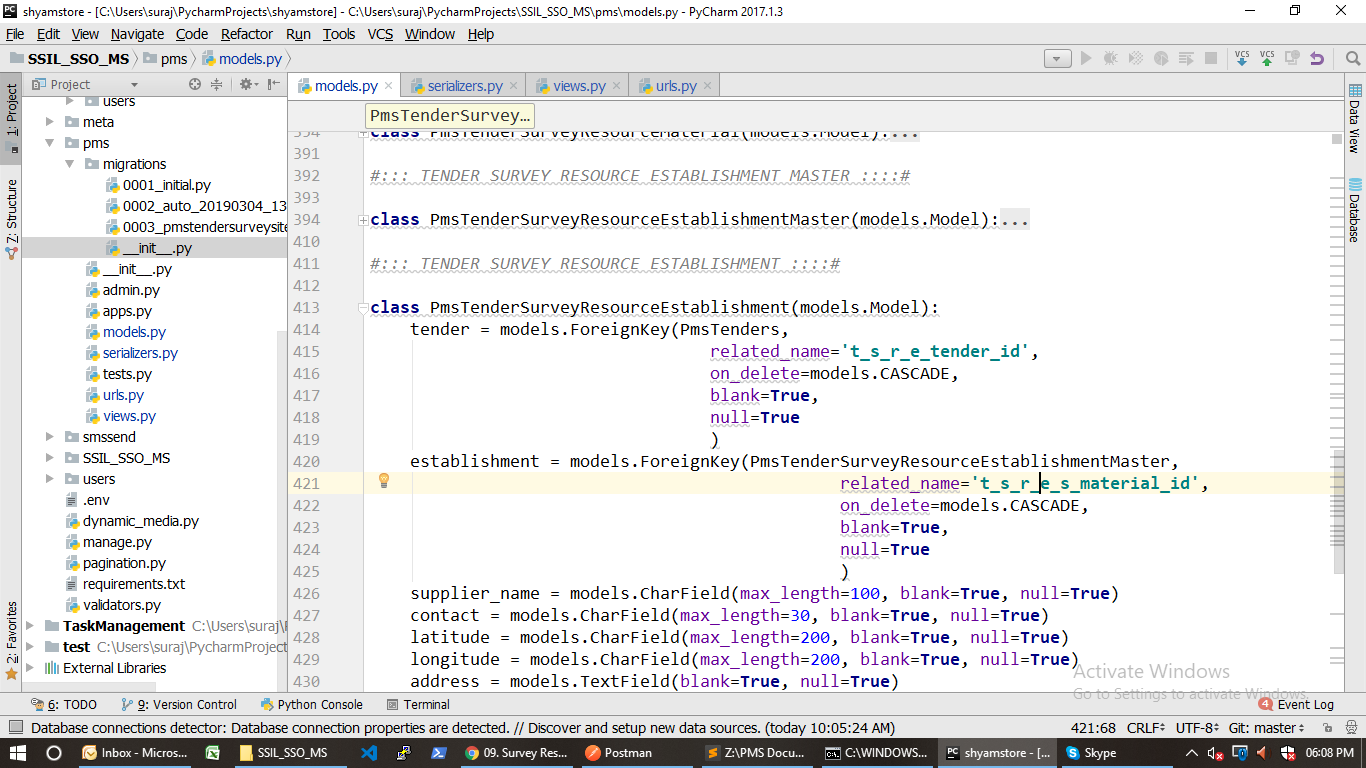 shyamstore - [C:\Users\suraj\PycharmProjects\shyamstore] - C:\Users\suraj\PycharmProjects\SSIL_SSO_MS\pms\models.py - PyCharm 2017.1.3
File Edit View Navigate Code Refactor Run Tools VCS Window Help
SSIL_SSO_MS pms models.py
VCS VCS
1: Project
Z: Structure
2: Favorites
Project
users
meta
pms
migrations
0001_initial.py
0002_auto_20190304_13
0003_pmstendersurveysite
__init__.py
__init__.py
admin.py
apps.py
models.py
serializers.py
tests.py
urls.py
views.py
smssend
SSIL_SSO_MS
users
.env
dynamic_media.py
manage.py
pagination.py
requirements.txt
validators.py
TaskManagement C:\Users\suraj\
test C:\Users\suraj\PycharmProject
External Libraries
models.py serializers.py views.py urls.py
PmsTenderSurvey...
class PmsTenderSurveyResourceMaterial(models.Model):...
391
392 #::: TENDER SURVEY RESOURCE ESTABLISHMENT MASTER ::::#
393
394 class PmsTenderSurveyResourceEstablishmentMaster(models.Model):...
410
411 #::: TENDER SURVEY RESOURCE ESTABLISHMENT ::::#
412
413 class PmsTenderSurveyResourceEstablishment(models.Model):
414 tender = models.ForeignKey(PmsTenders,
415 related_name='t_s_r_e_tender_id',
416 on_delete=models.CASCADE,
417 blank=True,
418 null=True
419 )
420 establishment = models.ForeignKey(PmsTenderSurveyResourceEstablishmentMaster,
421 related_name='t_s_r_e_s_material_id',
422 on_delete=models.CASCADE,
423 blank=True,
424 null=True
425 )
426 supplier_name = models.CharField(max_length=100, blank=True, null=True)
427 contact = models.CharField(max_length=30, blank=True, null=True)
428 latitude = models.CharField(max_length=200, blank=True, null=True)
429 longitude = models.CharField(max_length=200, blank=True, null=True)
430 address = models.TextField(blank=True, null=True)
Data View
Database
Activate Windows
Go to Settings to activate Windows.
6: TODO 9: Version Control Python Console Terminal 4 Event Log
Database connections detector: Database connection properties are detected. // Discover and setup new data sources. (today 10:05:24 AM) 421:68 CRLF UTF-8 Git: master
Inbox - Micros... SSIL_SSO_MS 09. Survey Res... Postman Z:\PMS Docu... C:\WINDOWS... shyamstore - [... Skype 06:08 PM